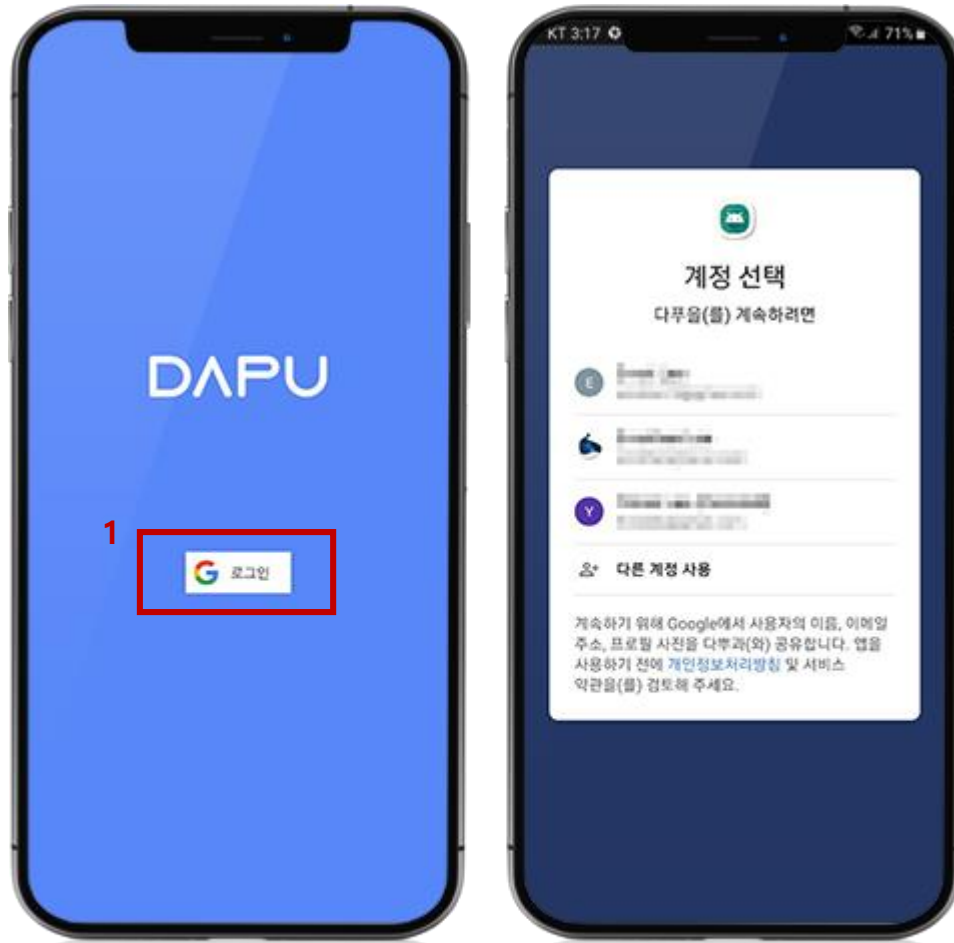 DAPU
1
로그인
KT 3:17
71%
계정 선택
다푸을(를) 계속하려면
E
Y
다른 계정 사용
계속하기 위해 Google에서 사용자의 이름, 이메일
주소, 프로필 사진을 다뿌과(와) 공유합니다. 앱을
사용하기 전에 개인정보처리방침 및 서비스
약관을(를) 검토해 주세요.